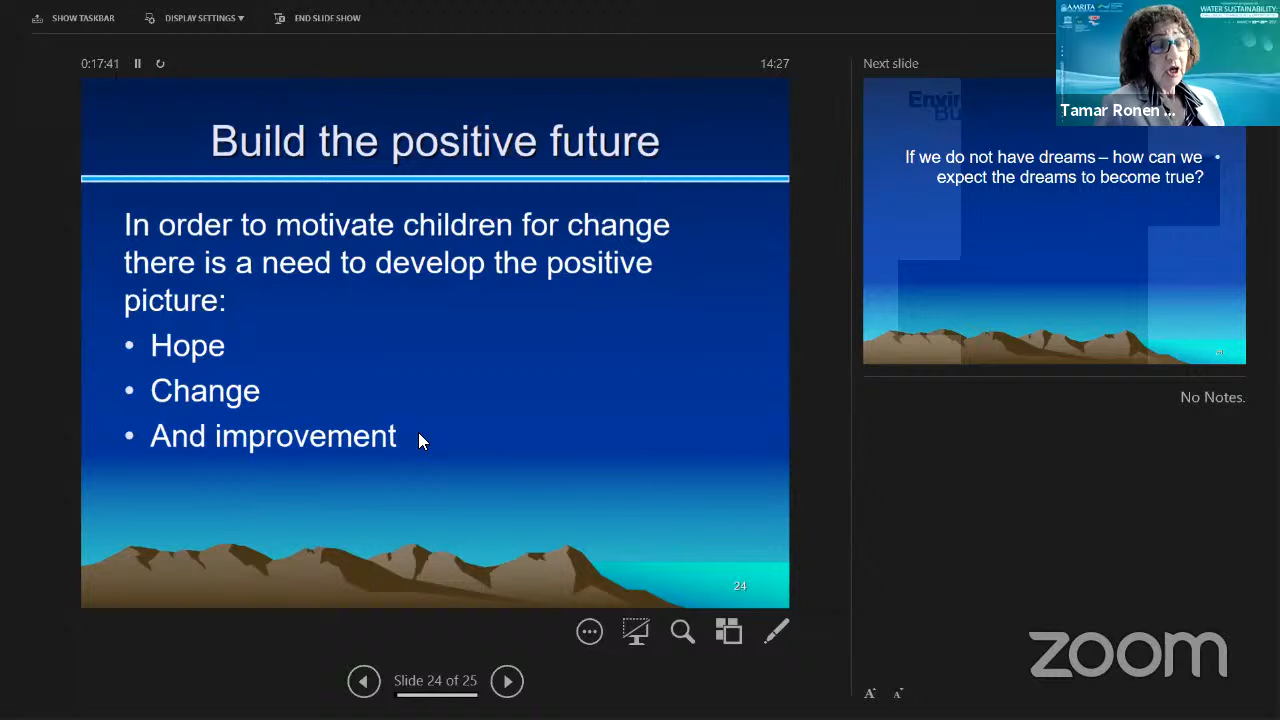 SHOW TASKBAR
DISPLAY SETTINGS ▼
END SLIDE SHOW
0:17:41
14:27
Build the positive future
In order to motivate children for change
there is a need to develop the positive
picture:
• Hope
• Change
• And improvement
24
Slide 24 of 25
Next slide
If we do not have dreams – how can we •
expect the dreams to become true?
No Notes.
A A
AMRITA
WATER SUSTAINABILITY:
Tamar Ronen ...
zoom